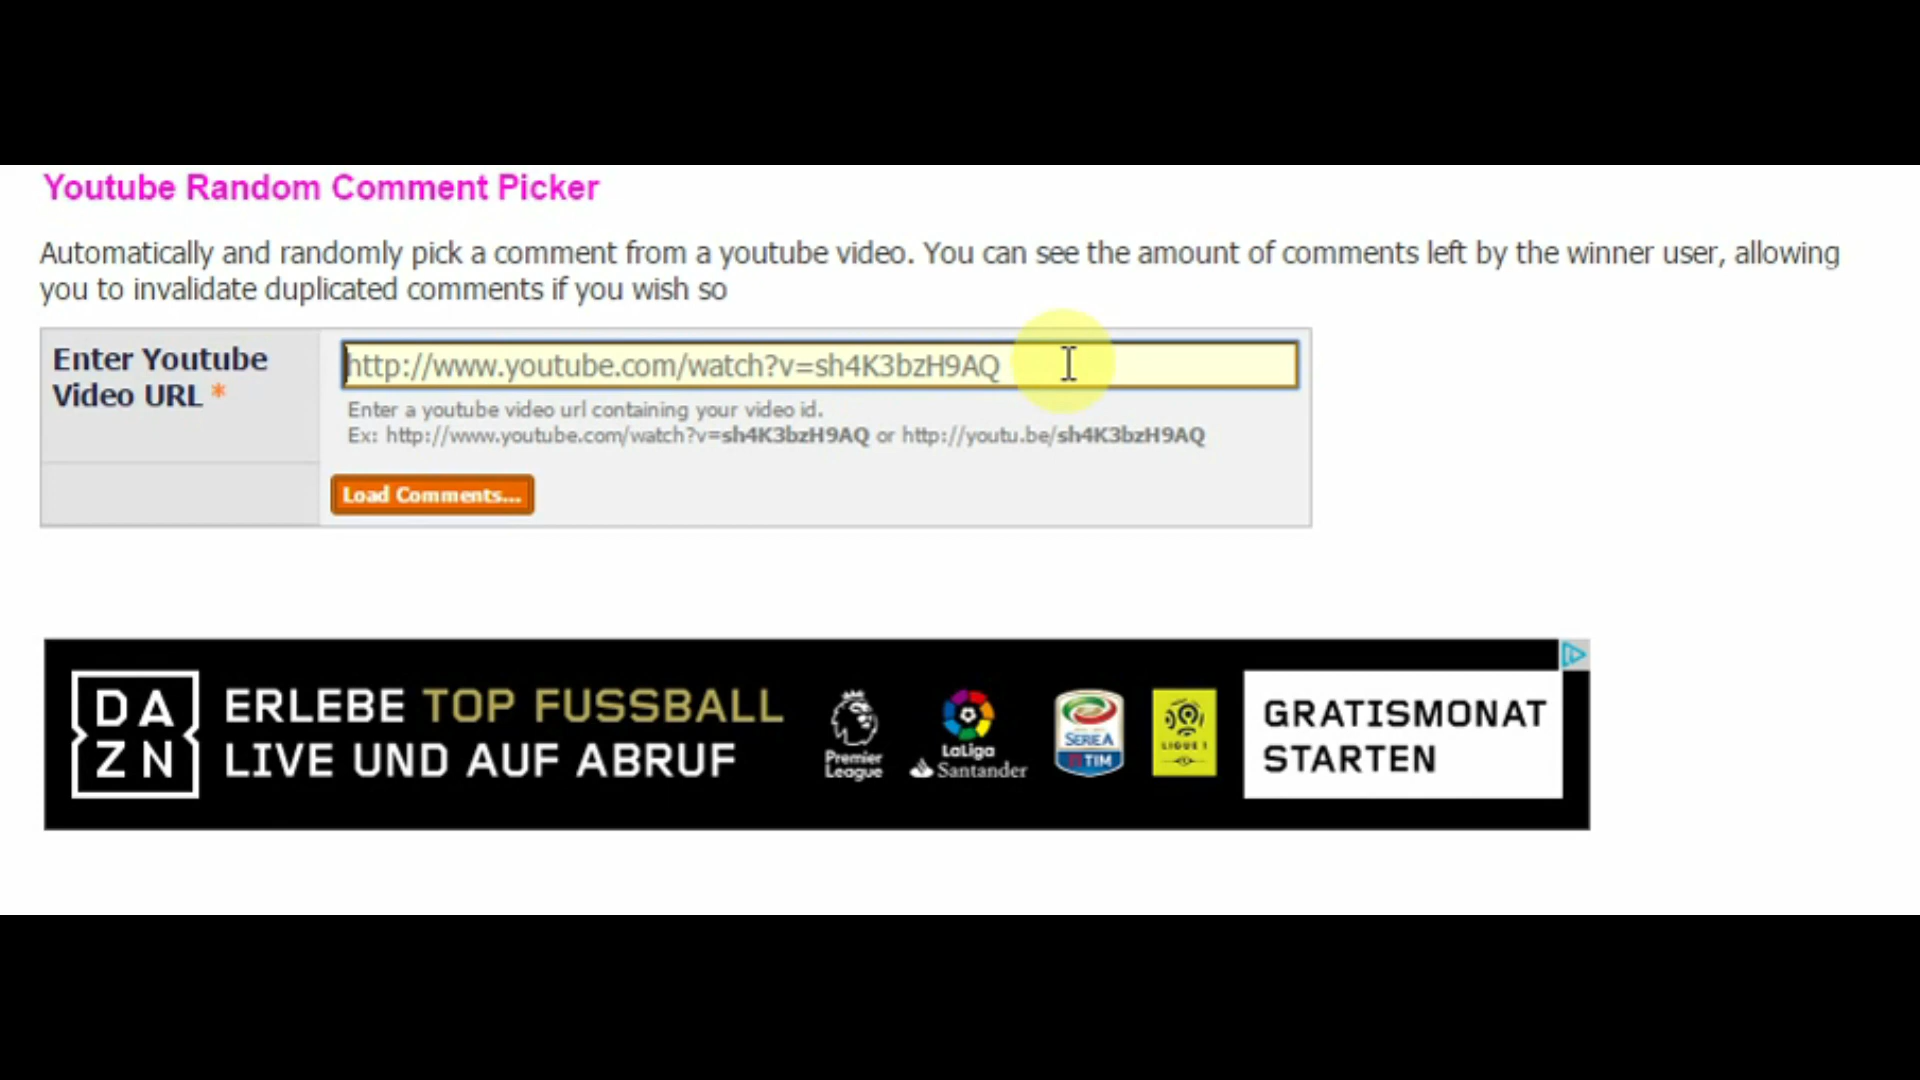 Youtube Random Comment Picker
Automatically and randomly pick a comment from a youtube video. You can see the amount of comments left by the winner user, allowing
you to invalidate duplicated comments if you wish so
Enter Youtube
Video URL *
http://www.youtube.com/watch?v=sh4K3bzH9AQ
Enter a youtube video url containing your video id.
Ex: http://www.youtube.com/watch?v=sh4K3bzH9AQ or http://youtu.be/sh4K3bzH9AQ
Load Comments...
DA
ZN
ERLEBE TOP FUSSBALL
LIVE UND AUF ABRUF
Premier
League
LaLiga
Santander
SERIE A
TIM
LIGUE 1
GRATISMONAT
STARTEN